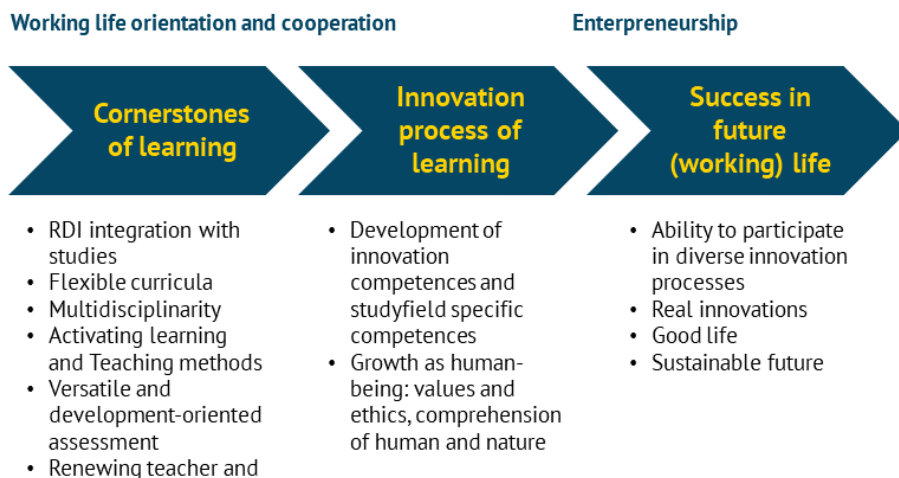 Working life orientation and cooperation
Enterpreneurship
Cornerstones
of learning
Innovation
process of
learning
Success in
future
(working) life
• RDI integration with
studies
• Flexible curricula
• Multidisciplinarity
• Activating learning
and Teaching methods
• Versatile and
development-oriented
assessment
• Renewing teacher and
• Development of
innovation
competences and
studyfield specific
competences
• Growth as human-
being: values and
ethics, comprehension
of human and nature
• Ability to participate
in diverse innovation
processes
• Real innovations
• Good life
• Sustainable future